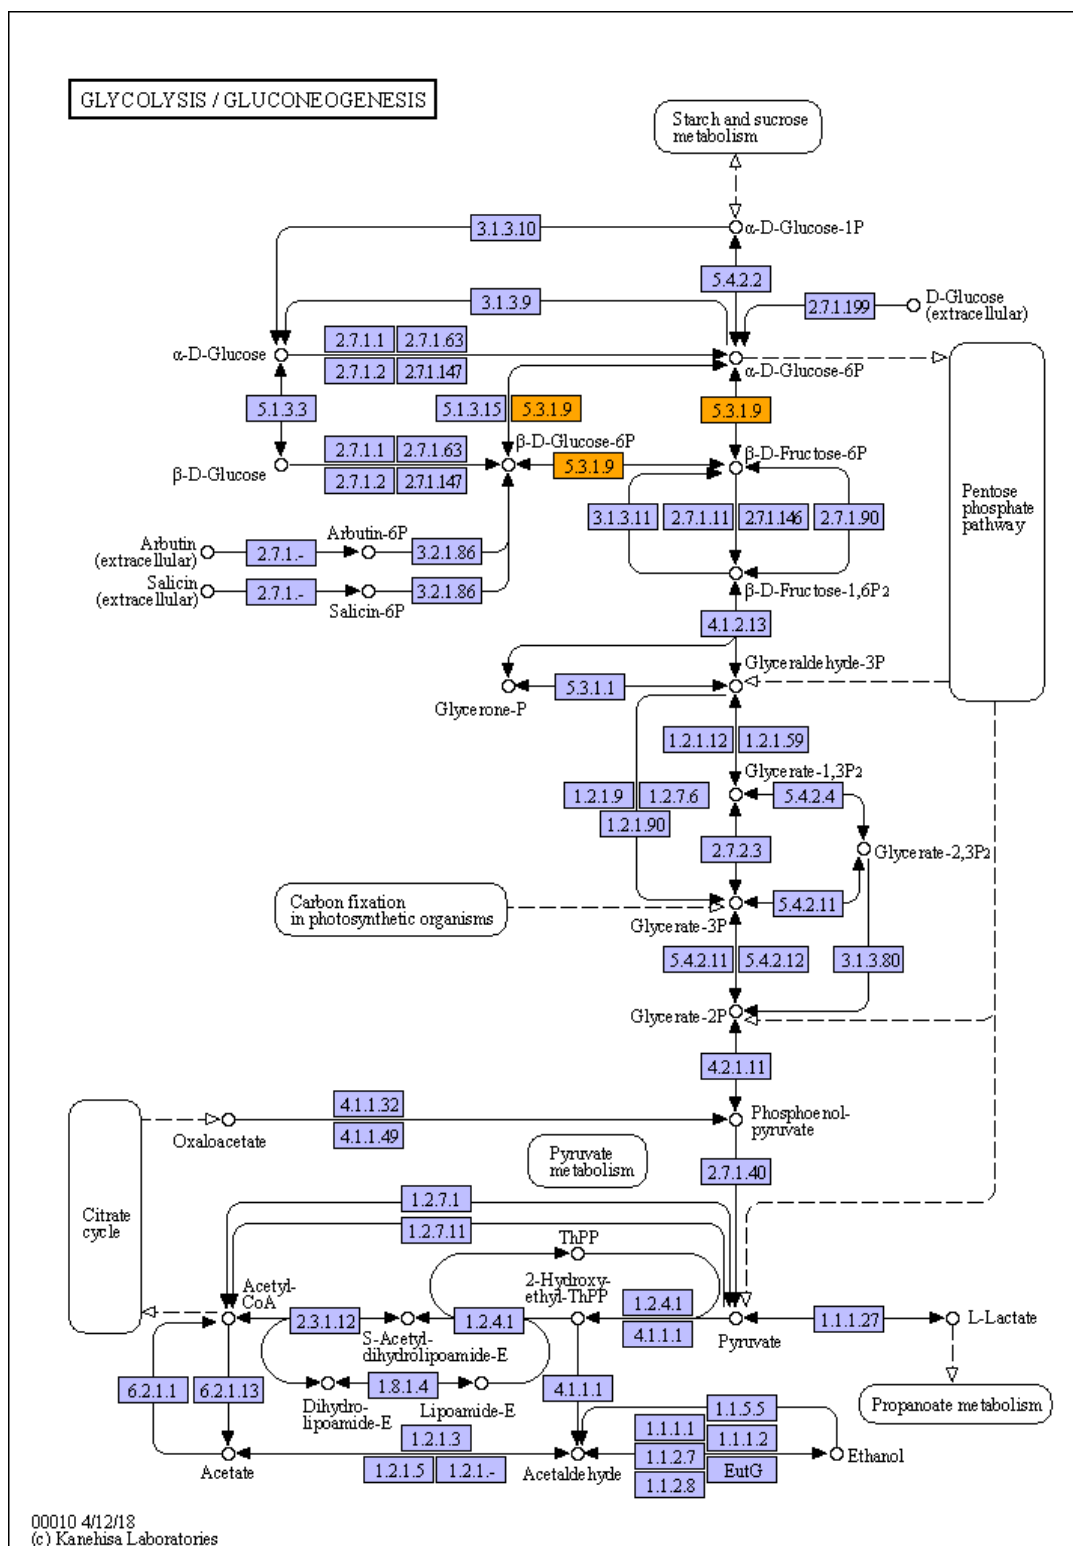 GLYCOLYSIS / GLUCONEOGENESIS
Starch and sucrose
metabolism
3.1.3.10
α-D-Glucose-1P
5.4.2.2
3.1.3.9
2.7.1.199
D-Glucose
(extracellular)
2.7.1.1
2.7.1.63
α-D-Glucose
2.7.1.2
2.7.1.147
α-D-Glucose-6P
5.1.3.3
5.1.3.15
5.3.1.9
5.3.1.9
2.7.1.1
2.7.1.63
β-D-Glucose-6P
β-D-Fructose-6P
β-D-Glucose
2.7.1.2
2.7.1.147
5.3.1.9
Pentose
phosphate
pathway
3.1.3.11
2.7.1.11
2.7.1.146
2.7.1.90
Arbutin
(extracellular)
2.7.1.-
Arbutin-6P
3.2.1.86
Salicin
(extracellular)
2.7.1.-
Salicin-6P
3.2.1.86
β-D-Fructose-1,6P2
4.1.2.13
Glyceraldehyde-3P
5.3.1.1
Glycerone-P
1.2.1.12
1.2.1.59
Glycerate-1,3P2
1.2.1.9
1.2.7.6
5.4.2.4
1.2.1.90
2.7.2.3
Glycerate-2,3P2
Carbon fixation
in photosynthetic organisms
5.4.2.11
Glycerate-3P
5.4.2.11
5.4.2.12
3.1.3.80
Glycerate-2P
4.2.1.11
4.1.1.32
Oxaloacetate
4.1.1.49
Phosphoenol-
pyruvate
Pyruvate
metabolism
2.7.1.40
Citrate
cycle
1.2.7.1
1.2.7.11
ThPP
Acetyl-
CoA
2-Hydroxy-
ethyl-ThPP
1.2.4.1
2.3.1.12
1.2.4.1
4.1.1.1
Pyruvate
1.1.1.27
L-Lactate
S-Acetyl-
dihydrolipoamide-E
6.2.1.1
6.2.1.13
1.8.1.4
4.1.1.1
Dihydro-
lipoamide-E
Lipoamide-E
Propanoate metabolism
1.1.5.5
1.1.1.1
1.1.1.2
1.2.1.3
1.1.2.7
Ethanol
Acetate
1.2.1.5
1.2.1.-
Acetaldehyde
EutG
1.1.2.8
00010 4/12/18
(c) Kanehisa Laboratories